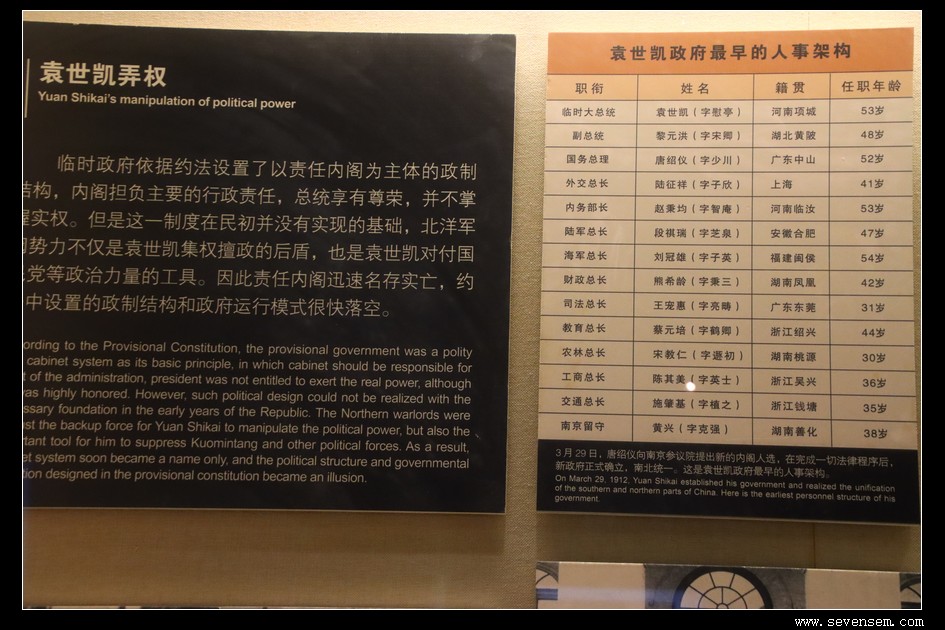 袁世凯弄权
Yuan Shikai's manipulation of political power
临时政府依据约法设置了以责任内阁为主体的政制
结构，内阁担负主要的行政责任，总统享有尊荣，并不掌
握实权。但是这一制度在民初并没有实现的基础，北洋军
的势力不仅是袁世凯集权擅政的后盾，也是袁世凯对付国
党等政治力量的工具。因此责任内阁迅速名存实亡，约
中设置的政制结构和政府运行模式很快落空。
ording to the Provisional Constitution, the provisional government was a polity
cabinet system as its basic principle, in which cabinet should be responsible for
t of the administration, president was not entitled to exert the real power, although
was highly honored. However, such political design could not be realized with the
ssary foundation in the early years of the Republic. The Northern warlords were
st the backup force for Yuan Shikai to manipulate the political power, but also the
rtant tool for him to suppress Kuomintang and other political forces. As a result,
et system soon became a name only, and the political structure and governmental
tion designed in the provisional constitution became an illusion.
袁世凯政府最早的人事架构
职衔 姓名 籍贯 任职年龄
临时大总统 袁世凯（字慰亭） 河南项城 53岁
副总统 黎元洪（字宋卿） 湖北黄陂 48岁
国务总理 唐绍仪（字少川） 广东中山 52岁
外交总长 陆征祥（字子欣） 上海 41岁
内务部长 赵秉均（字智庵） 河南临汝 53岁
陆军总长 段祺瑞（字芝泉） 安徽合肥 47岁
海军总长 刘冠雄（字子英） 福建闽侯 54岁
财政总长 熊希龄（字秉三） 湖南凤凰 42岁
司法总长 王宠惠（字亮畴） 广东东莞 31岁
教育总长 蔡元培（字鹤卿） 浙江绍兴 44岁
农林总长 宋教仁（字遯初） 湖南桃源 30岁
工商总长 陈其美（字英士） 浙江吴兴 36岁
交通总长 施肇基（字植之） 浙江钱塘 35岁
南京留守 黄兴（字克强） 湖南善化 38岁
3月29日，唐绍仪向南京参议院提出新的内阁人选，在完成一切法律程序后，
新政府正式确立，南北统一。这是袁世凯政府最早的人事架构。
On March 29, 1912, Yuan Shikai established his government and realized the unification
of the southern and northern parts of China. Here is the earliest personnel structure of his
government.
www.sevensem.com